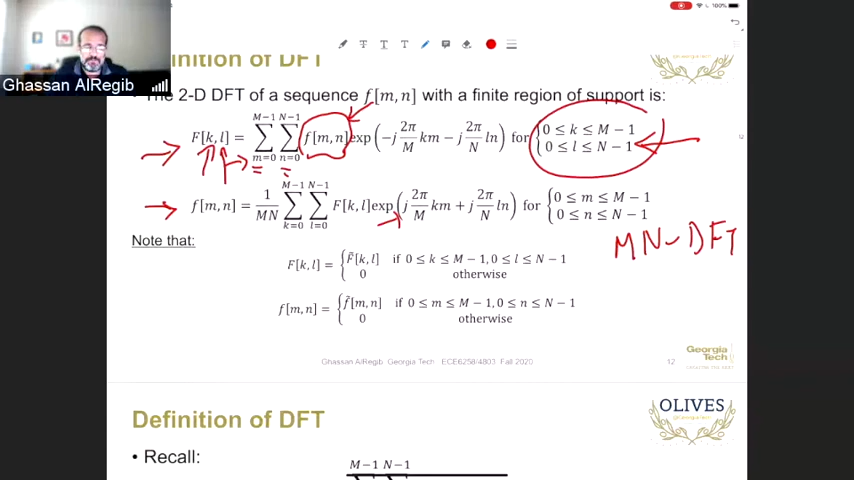 100%
Ghassan AlRegib
Definition of DFT
• The 2-D DFT of a sequence f[m, n] with a finite region of support is:
F[k, l] = ∑_{m=0}^{M−1} ∑_{n=0}^{N−1} f[m, n]exp(−j 2π/M km − j 2π/N ln) for { 0 ≤ k ≤ M − 1
0 ≤ l ≤ N − 1
f[m, n] = 1/MN ∑_{k=0}^{M−1} ∑_{l=0}^{N−1} F[k, l]exp(j 2π/M km + j 2π/N ln) for { 0 ≤ m ≤ M − 1
0 ≤ n ≤ N − 1
MN-DFT
Note that:
F[k, l] = { F̃[k, l] if 0 ≤ k ≤ M − 1, 0 ≤ l ≤ N − 1
0 otherwise
f[m, n] = { f̃[m, n] if 0 ≤ m ≤ M − 1, 0 ≤ n ≤ N − 1
0 otherwise
Ghassan AlRegib Georgia Tech ECE6258/4803 Fall 2020
12
Georgia
Tech
Definition of DFT
OLIVES
• Recall:
M−1 N−1